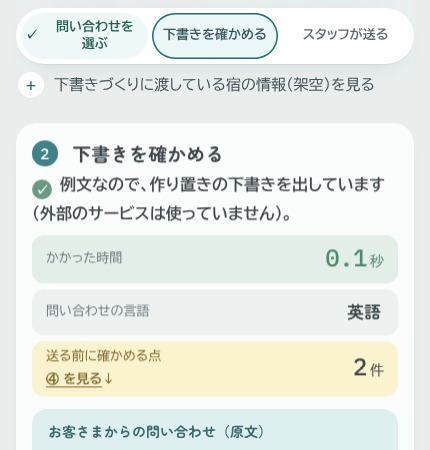 ✓ 問い合わせを
選ぶ
下書きを確かめる
スタッフが送る
+ 下書きづくりに渡している宿の情報(架空)を見る
2 下書きを確かめる
✓ 例文なので、作り置きの下書きを出しています
(外部のサービスは使っていません)。
かかった時間 0.1秒
問い合わせの言語 英語
送る前に確かめる点
④ を見る↓
2件
お客さまからの問い合わせ(原文)